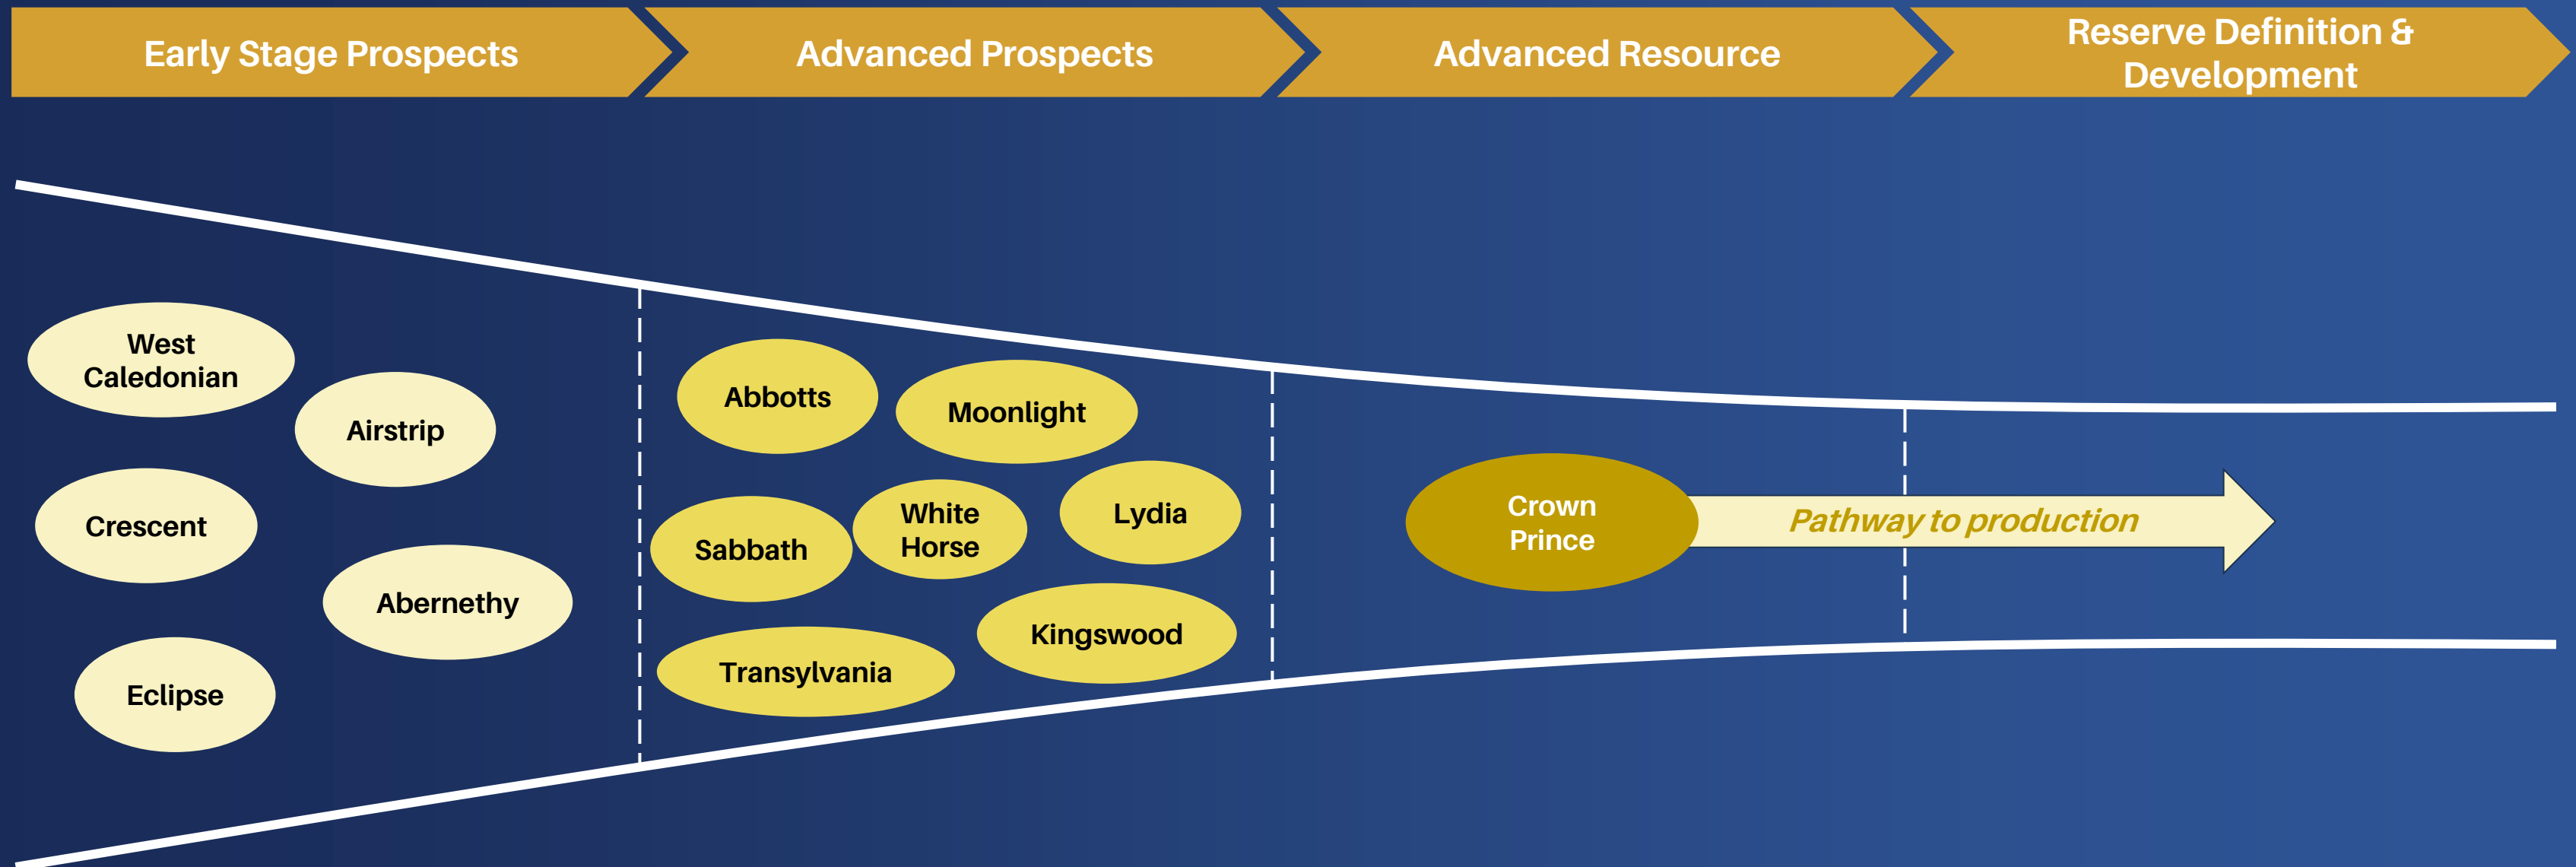 Early Stage Prospects
Advanced Prospects
Advanced Resource
Reserve Definition &
Development
West
Caledonian
Airstrip
Crescent
Abernethy
Eclipse
Abbotts
Moonlight
Sabbath
White
Horse
Lydia
Transylvania
Kingswood
Crown
Prince
Pathway to production